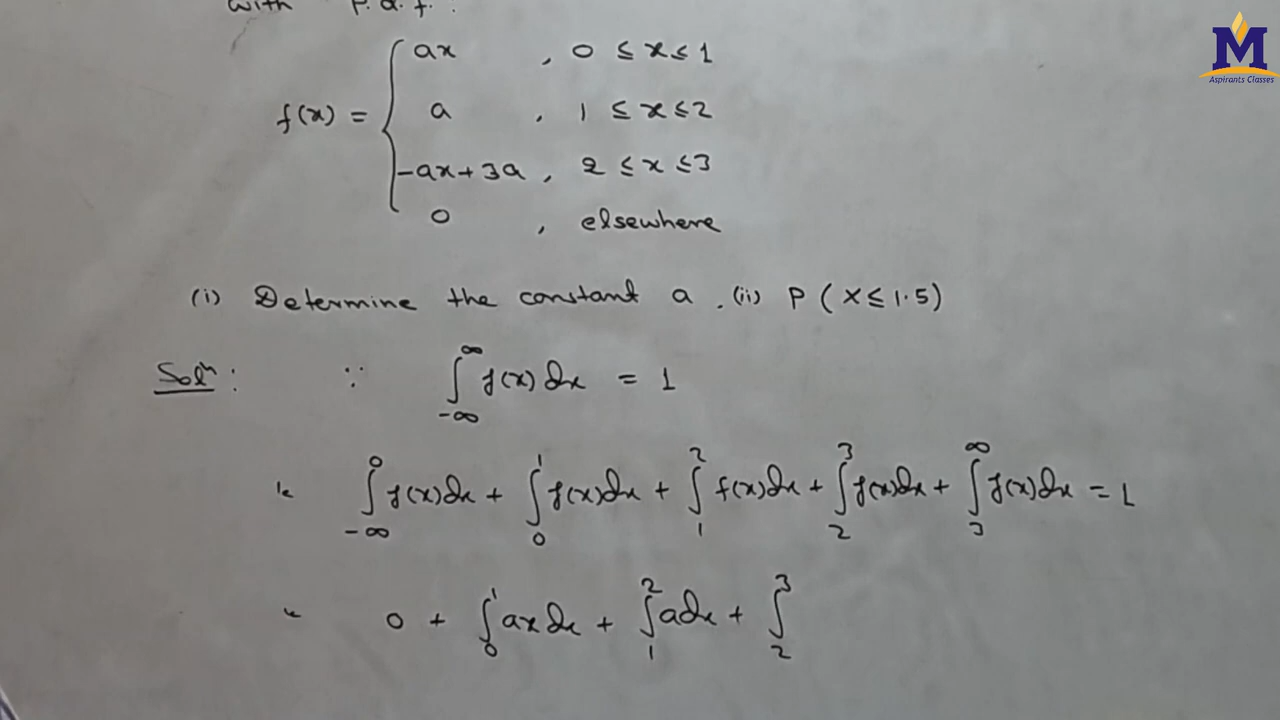 with p.d.f. :
M
Aspirants Classes
f(x) = { ax , 0 ≤ x ≤ 1
a , 1 ≤ x ≤ 2
-ax+3a , 2 ≤ x ≤ 3
0 , elsewhere
(i) Determine the constant a . (ii) P ( X ≤ 1.5)
Solⁿ : ∵ ∫_{-∞}^{∞} f(x) dx = 1
∫_{-∞}^{0} f(x)dx + ∫_{0}^{1} f(x)dx + ∫_{1}^{2} f(x)dx + ∫_{2}^{3} f(x)dx + ∫_{3}^{∞} f(x)dx = 1
0 + ∫_{0}^{1} ax dx + ∫_{1}^{2} a dx + ∫_{2}^{3}